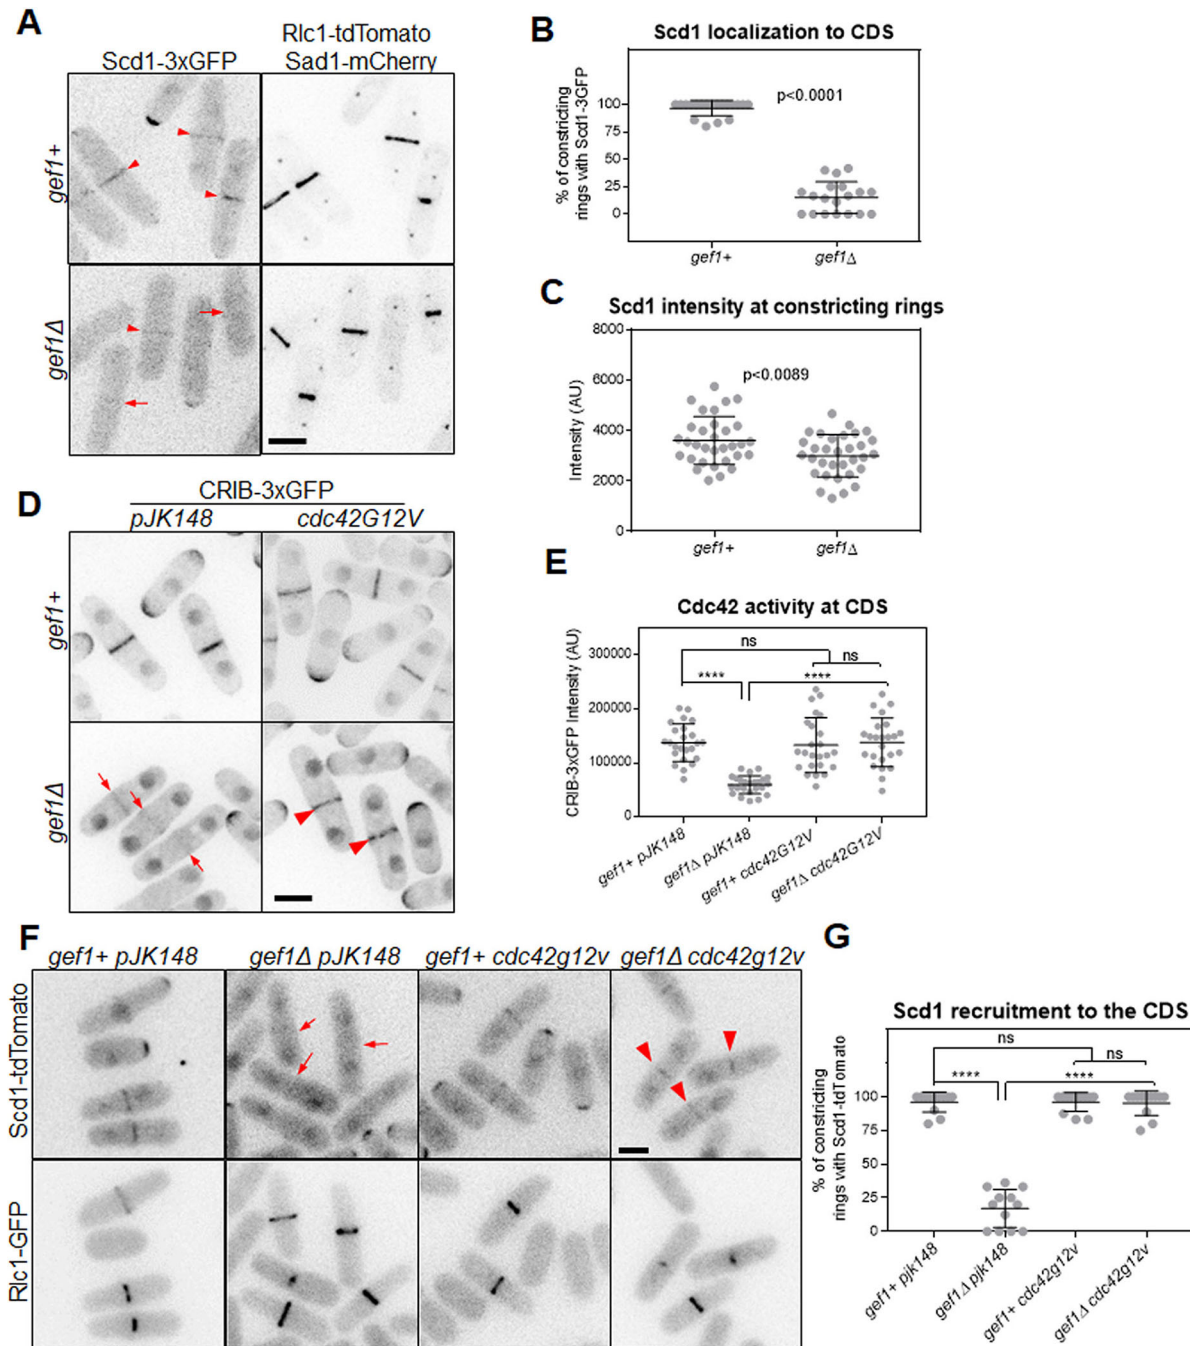 A
Scd1-3xGFP
Rlc1-tdTomato
Sad1-mCherry
gef1+
gef1Δ
B
Scd1 localization to CDS
% of constricting
rings with Scd1-3GFP
100
75
50
25
0
p<0.0001
gef1+
gef1Δ
C
Scd1 intensity at constricting rings
Intensity (AU)
8000
6000
4000
2000
0
p<0.0089
gef1+
gef1Δ
D
CRIB-3xGFP
pJK148
cdc42G12V
gef1+
gef1Δ
E
Cdc42 activity at CDS
CRIB-3xGFP Intensity (AU)
300000
200000
100000
0
ns
ns
****
****
gef1+ pJK148
gef1Δ pJK148
gef1+ cdc42G12V
gef1Δ cdc42G12V
F
gef1+ pJK148
gef1Δ pJK148
gef1+ cdc42g12v
gef1Δ cdc42g12v
Scd1-tdTomato
Rlc1-GFP
G
Scd1 recruitment to the CDS
% of constricting
rings with Scd1-tdTomato
100
75
50
25
0
ns
ns
****
****
gef1+ pjk148
gef1Δ pjk148
gef1+ cdc42g12v
gef1Δ cdc42g12v